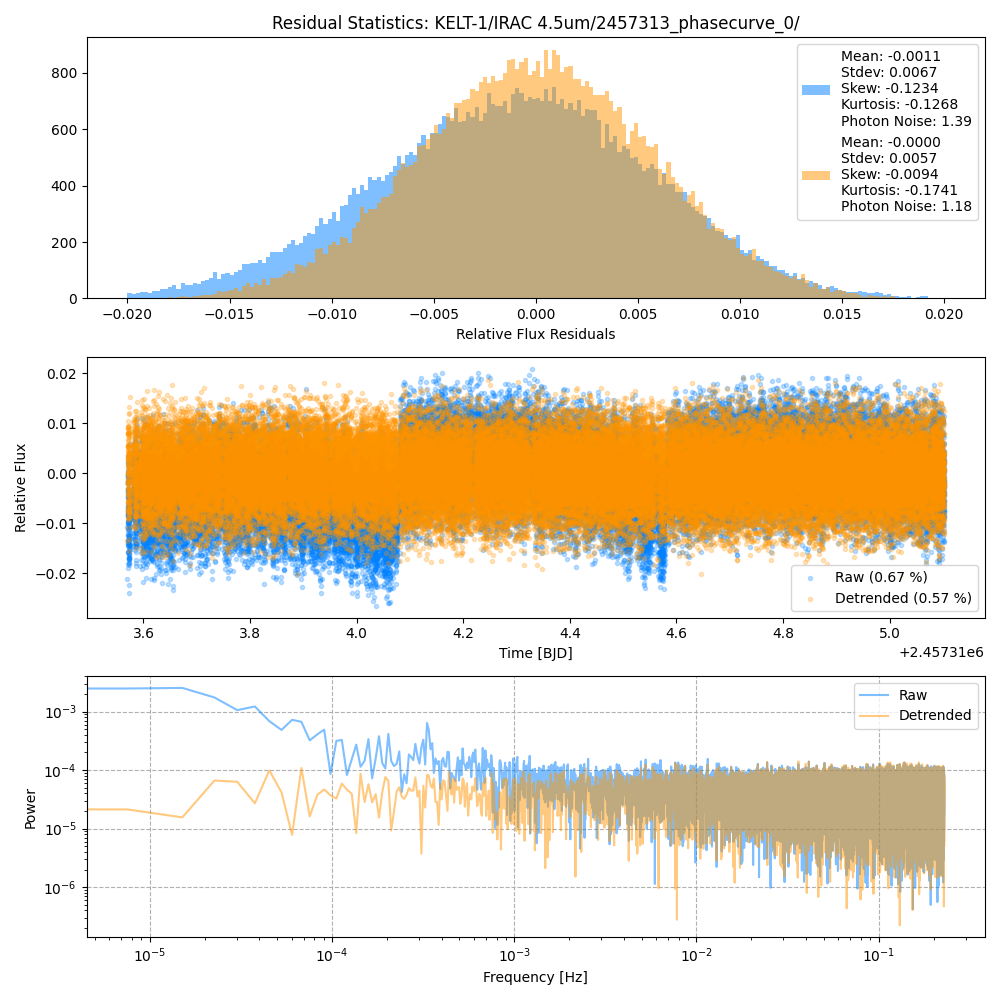 Residual Statistics: KELT-1/IRAC 4.5um/2457313_phasecurve_0/
Mean: -0.0011
Stdev: 0.0067
Skew: -0.1234
Kurtosis: -0.1268
Photon Noise: 1.39
Mean: -0.0000
Stdev: 0.0057
Skew: -0.0094
Kurtosis: -0.1741
Photon Noise: 1.18
800
600
400
200
0
−0.020 −0.015 −0.010 −0.005 0.000 0.005 0.010 0.015 0.020
Relative Flux Residuals
0.02
0.01
0.00
−0.01
−0.02
Relative Flux
Raw (0.67 %)
Detrended (0.57 %)
3.6 3.8 4.0 4.2 4.4 4.6 4.8 5.0
Time [BJD]
+2.45731e6
Raw
Detrended
10⁻³
10⁻⁴
10⁻⁵
10⁻⁶
Power
10⁻⁵ 10⁻⁴ 10⁻³ 10⁻² 10⁻¹
Frequency [Hz]